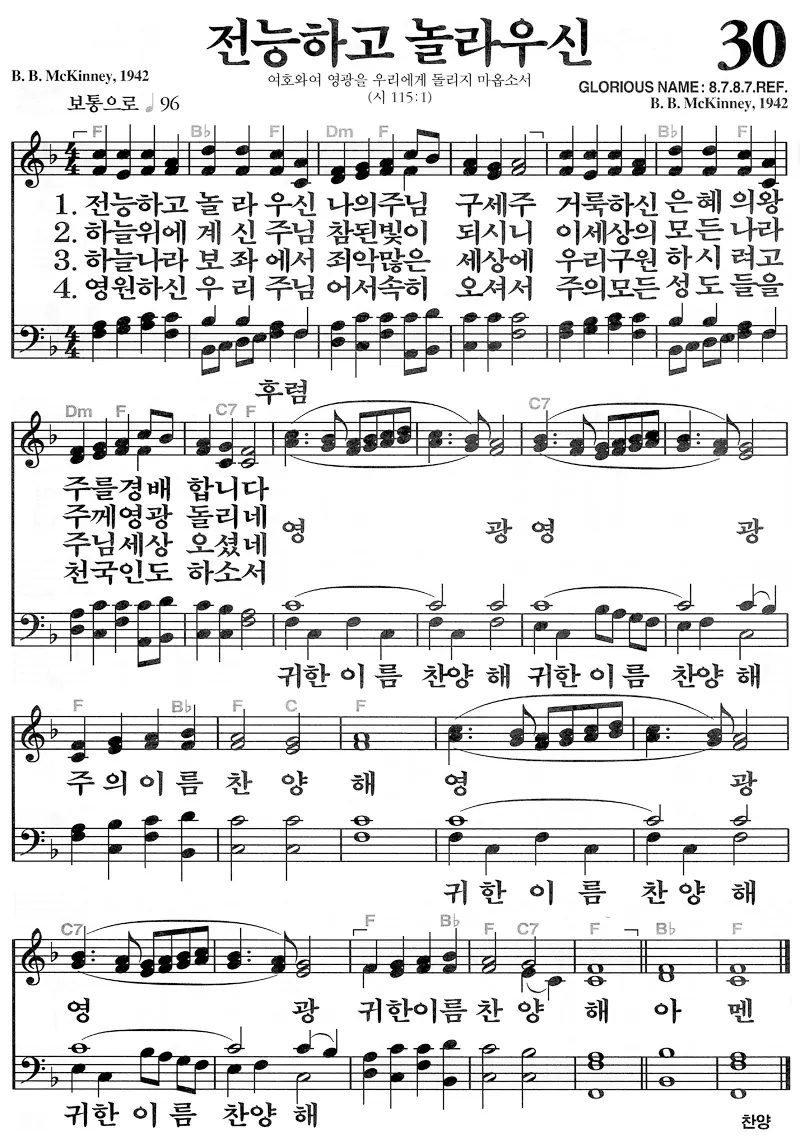 전능하고 놀라우신 30
B. B. McKinney, 1942
여호와여 영광을 우리에게 돌리지 마옵소서
(시 115:1)
GLORIOUS NAME: 8.7.8.7.REF.
B. B. McKinney, 1942
보통으로 ♩96
F B♭ F Dm F B♭ F
1. 전능하고 놀라우신 나의주님 구세주 거룩하신 은혜의왕
2. 하늘위에 계신주님 참된빛이 되시니 이세상의 모든나라
3. 하늘나라 보좌에서 죄악많은 세상에 우리구원 하시려고
4. 영원하신 우리주님 어서속히 오셔서 주의모든 성도들을
후렴
Dm F C7 F C7
주를경배 합니다
주께영광 돌리네
주님세상 오셨네
천국인도 하소서
영 광 영 광
귀한이름 찬양해 귀한이름 찬양해
F B♭ F C F
주의이름 찬양해 영 광
귀한이름 찬양해
C7 F B♭ F C7 F B♭ F
영 광 귀한이름 찬양해 아멘
귀한이름 찬양해
찬양